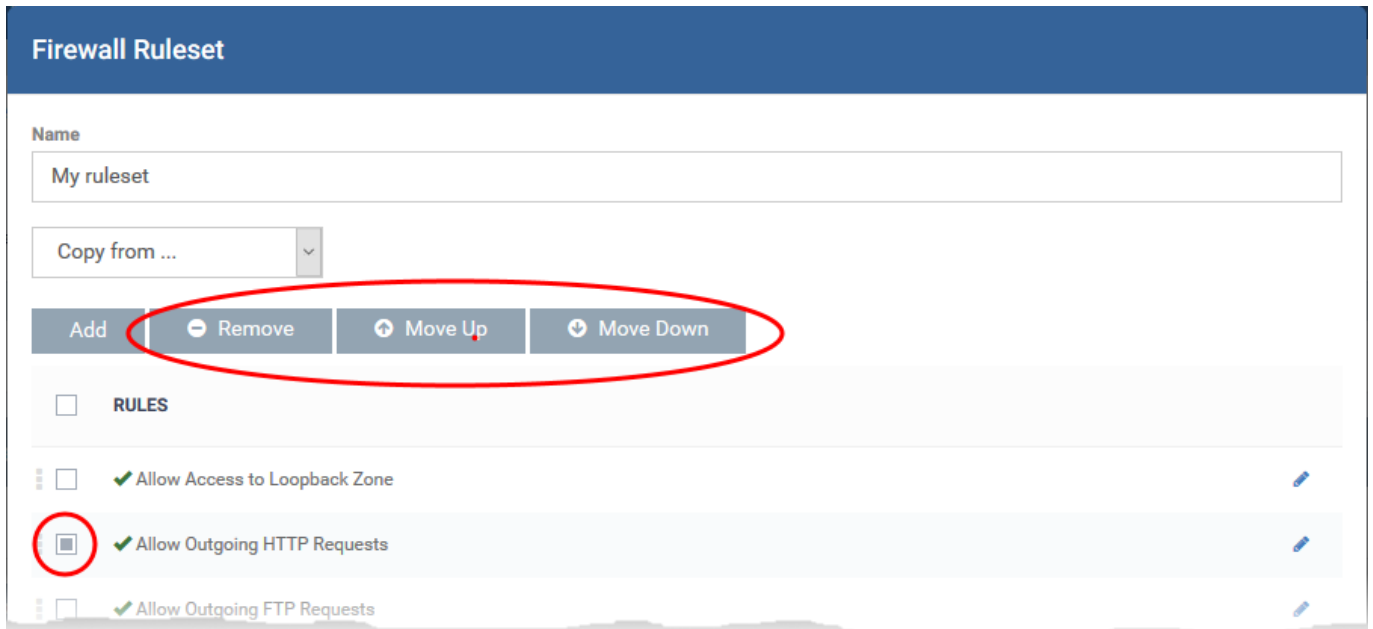 Firewall Ruleset
Name
My ruleset
Copy from ...
Add Remove Move Up Move Down
RULES
Allow Access to Loopback Zone
Allow Outgoing HTTP Requests
Allow Outgoing FTP Requests